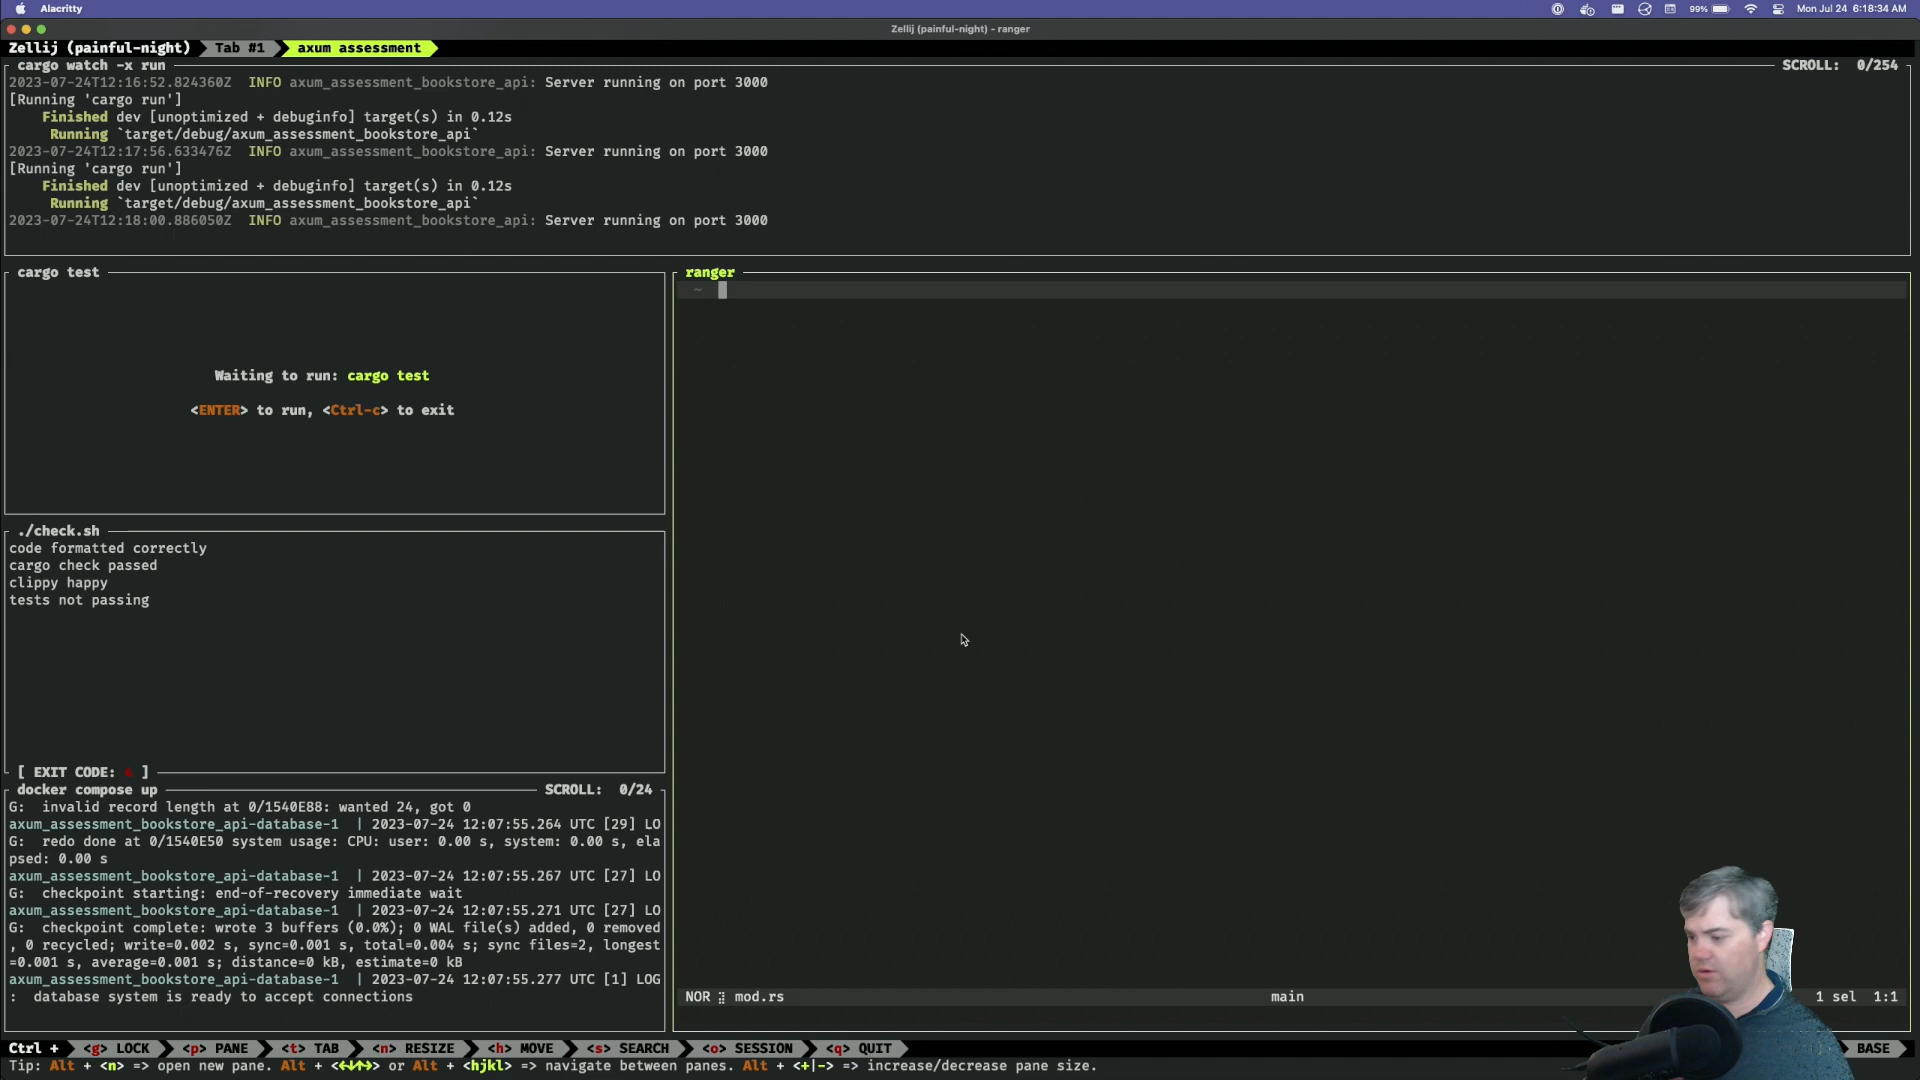 Alacritty
99%
Mon Jul 24 6:18:34 AM
Zellij (painful-night) - ranger
Zellij (painful-night) Tab #1 axum assessment
cargo watch -x run SCROLL: 0/254
2023-07-24T12:16:52.824360Z INFO axum_assessment_bookstore_api: Server running on port 3000
[Running 'cargo run']
Finished dev [unoptimized + debuginfo] target(s) in 0.12s
Running `target/debug/axum_assessment_bookstore_api`
2023-07-24T12:17:56.633476Z INFO axum_assessment_bookstore_api: Server running on port 3000
[Running 'cargo run']
Finished dev [unoptimized + debuginfo] target(s) in 0.12s
Running `target/debug/axum_assessment_bookstore_api`
2023-07-24T12:18:00.886050Z INFO axum_assessment_bookstore_api: Server running on port 3000
cargo test
Waiting to run: cargo test
<ENTER> to run, <Ctrl-c> to exit
./check.sh
code formatted correctly
cargo check passed
clippy happy
tests not passing
[ EXIT CODE: ]
docker compose up SCROLL: 0/24
G: invalid record length at 0/1540E88: wanted 24, got 0
axum_assessment_bookstore_api-database-1 | 2023-07-24 12:07:55.264 UTC [29] LO
G: redo done at 0/1540E50 system usage: CPU: user: 0.00 s, system: 0.00 s, ela
psed: 0.00 s
axum_assessment_bookstore_api-database-1 | 2023-07-24 12:07:55.267 UTC [27] LO
G: checkpoint starting: end-of-recovery immediate wait
axum_assessment_bookstore_api-database-1 | 2023-07-24 12:07:55.271 UTC [27] LO
G: checkpoint complete: wrote 3 buffers (0.0%); 0 WAL file(s) added, 0 removed
, 0 recycled; write=0.002 s, sync=0.001 s, total=0.004 s; sync files=2, longest
=0.001 s, average=0.001 s; distance=0 kB, estimate=0 kB
axum_assessment_bookstore_api-database-1 | 2023-07-24 12:07:55.277 UTC [1] LOG
: database system is ready to accept connections
ranger
~
NOR mod.rs main 1 sel 1:1
Ctrl + <g> LOCK <p> PANE <t> TAB <n> RESIZE <h> MOVE <s> SEARCH <o> SESSION <q> QUIT BASE
Tip: Alt + <n> => open new pane. Alt + <←↓↑→> or Alt + <hjkl> => navigate between panes. Alt + <+|-> => increase/decrease pane size.